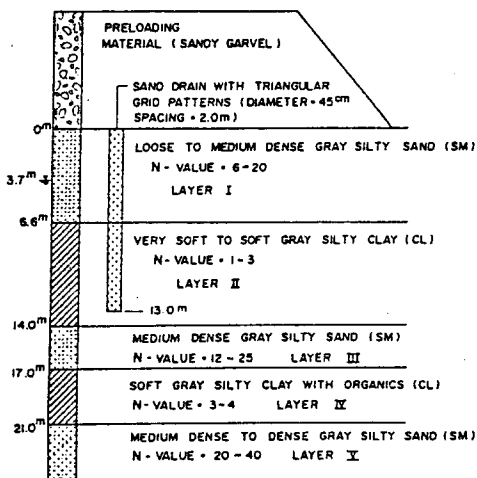 PRELOADING
MATERIAL (SANDY GARVEL)
SAND DRAIN WITH TRIANGULAR
GRID PATTERNS (DIAMETER = 45cm
SPACING = 2.0m)
0m
LOOSE TO MEDIUM DENSE GRAY SILTY SAND (SM)
N-VALUE = 6-20
3.7m
LAYER I
6.6m
VERY SOFT TO SOFT GRAY SILTY CLAY (CL)
N-VALUE = 1-3
LAYER II
13.0m
14.0m
MEDIUM DENSE GRAY SILTY SAND (SM)
N-VALUE = 12-25 LAYER III
17.0m
SOFT GRAY SILTY CLAY WITH ORGANICS (CL)
N-VALUE = 3-4 LAYER IV
21.0m
MEDIUM DENSE TO DENSE GRAY SILTY SAND (SM)
N-VALUE = 20-40 LAYER V